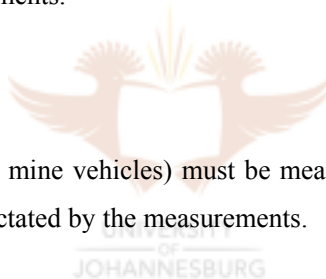 ments.
mine vehicles) must be mea
ctated by the measurements.
UNIVERSITY
OF
JOHANNESBURG